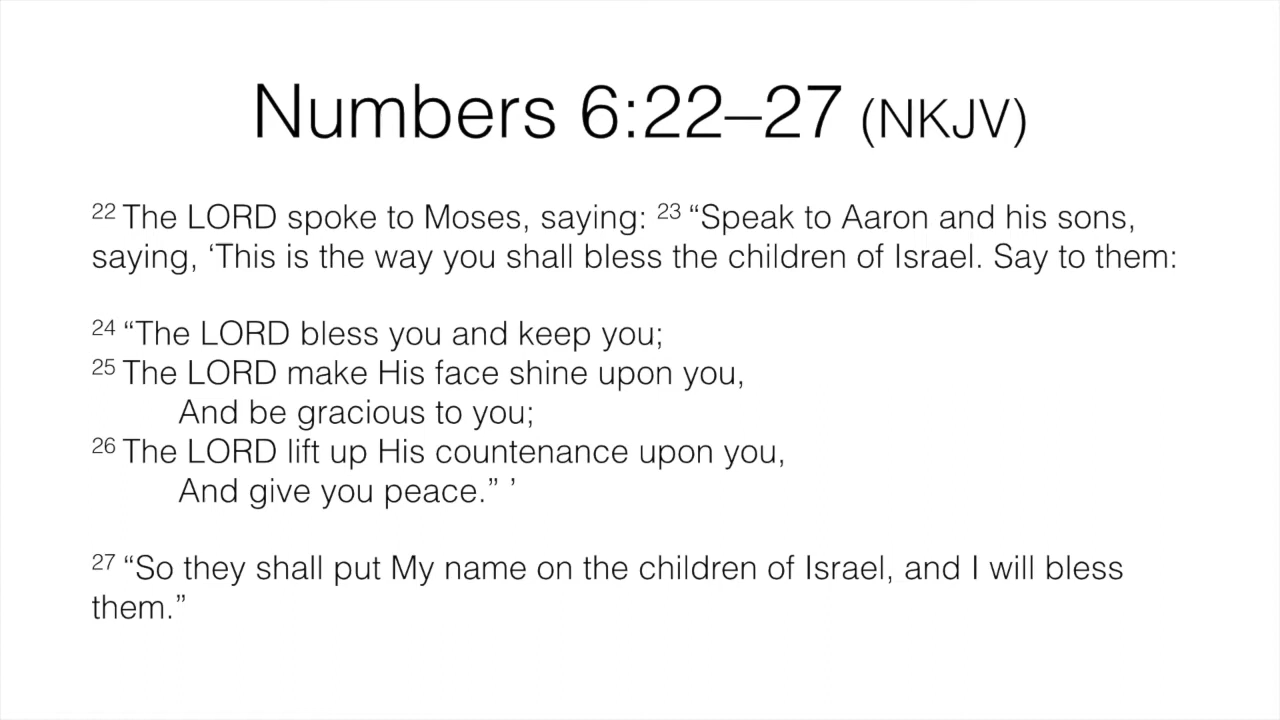 Numbers 6:22–27 (NKJV)
22 The LORD spoke to Moses, saying: 23 “Speak to Aaron and his sons,
saying, ‘This is the way you shall bless the children of Israel. Say to them:
24 “The LORD bless you and keep you;
25 The LORD make His face shine upon you,
And be gracious to you;
26 The LORD lift up His countenance upon you,
And give you peace.” ’
27 “So they shall put My name on the children of Israel, and I will bless
them.”